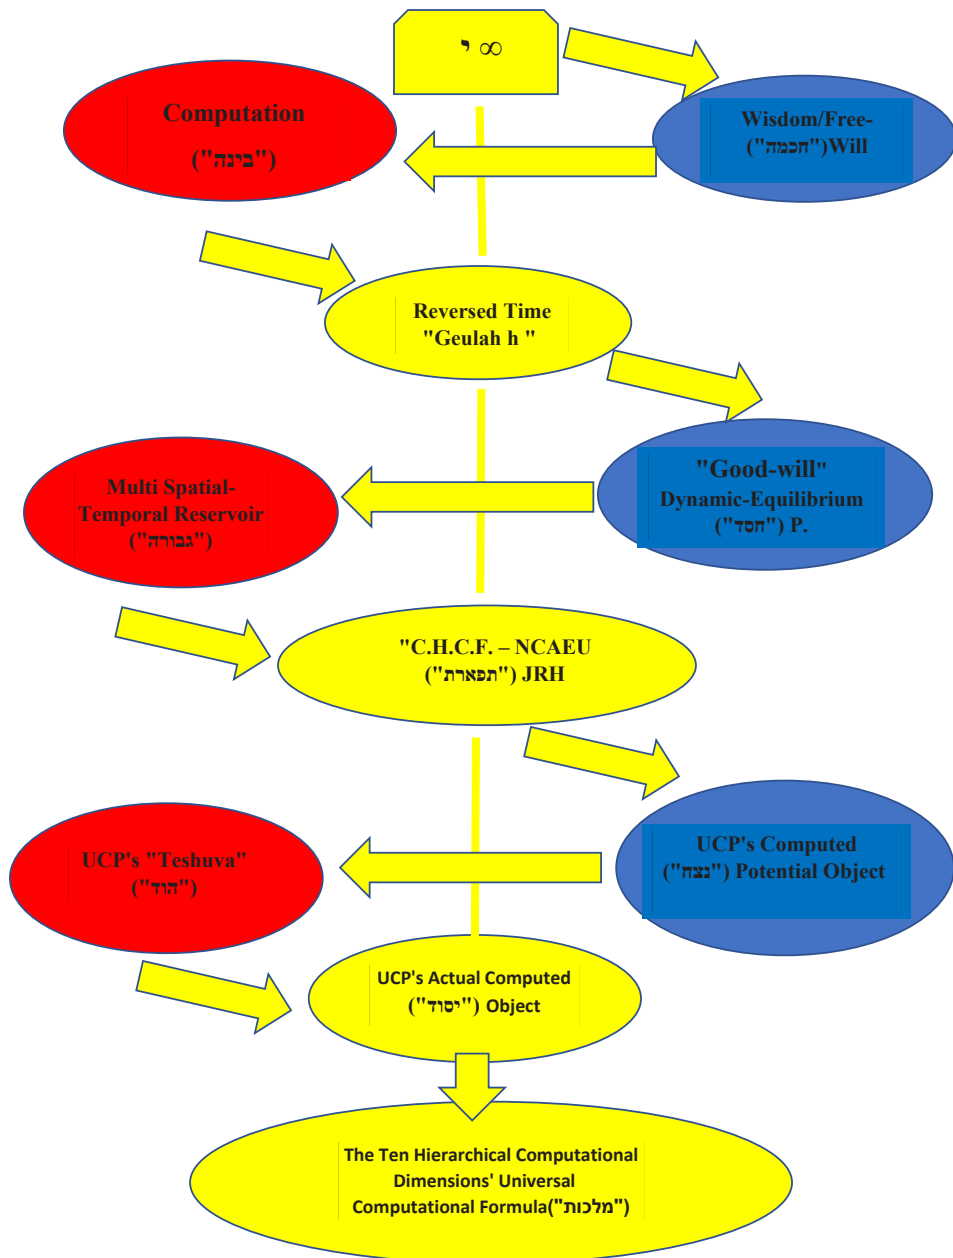 י ∞
Computation
("בינה")
Wisdom/Free-
("חכמה")Will
Reversed Time
"Geulah h "
"Good-will"
Dynamic-Equilibrium
("חסד") P.
Multi Spatial-
Temporal Reservoir
("גבורה")
"C.H.C.F. – NCAEU
("תפארת") JRH
UCP's Computed
("נצח") Potential Object
UCP's "Teshuva"
("הוד")
UCP's Actual Computed
("יסוד") Object
The Ten Hierarchical Computational
Dimensions' Universal
Computational Formula("מלכות")